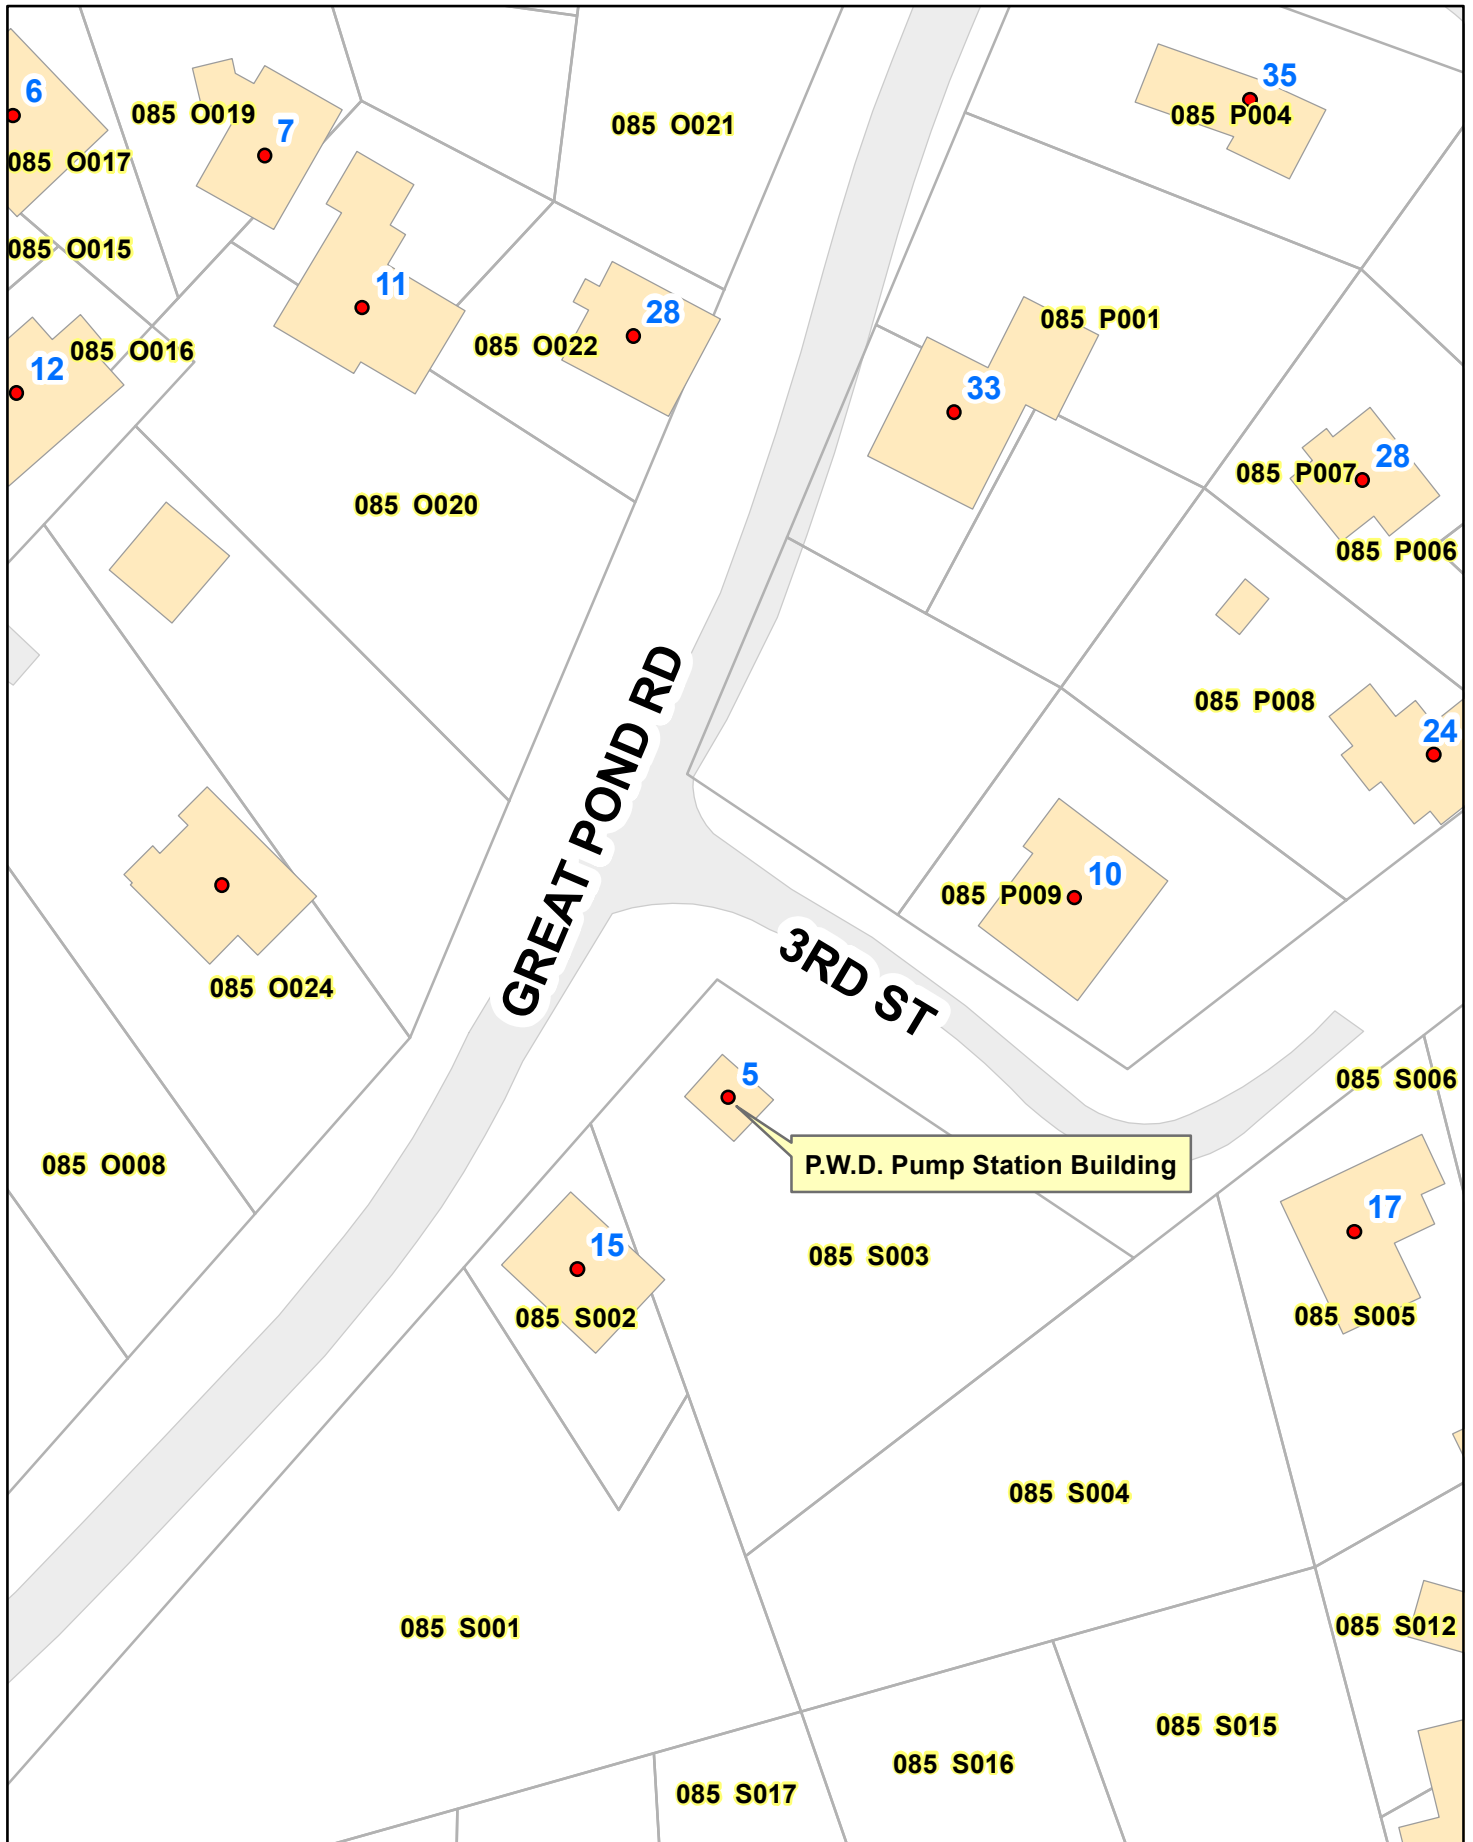 35
6
085 O019
085 P004
085 O021
7
085 O017
085 O015
11
28
085 P001
085 O022
085 O016
12
33
28
085 P007
085 O020
085 P006
085 P008
24
GREAT POND RD
10
085 P009
3RD ST
085 O024
5
085 S006
085 O008
P.W.D. Pump Station Building
17
15
085 S003
085 S005
085 S002
085 S004
085 S001
085 S012
085 S015
085 S016
085 S017